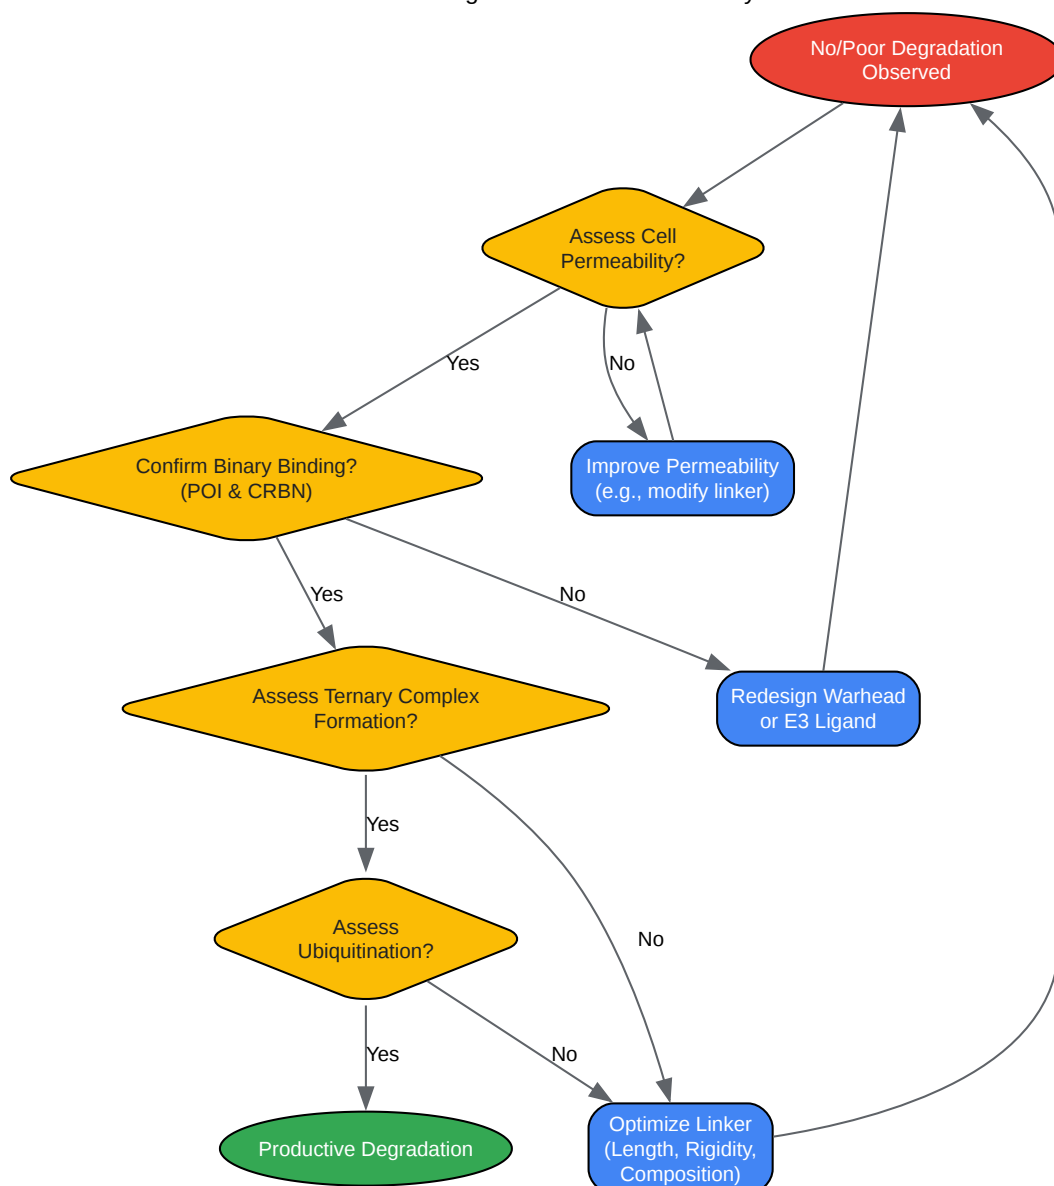 No/Poor Degradation
Observed
Assess Cell
Permeability?
Yes
No
Confirm Binary Binding?
(POI & CRBN)
Improve Permeability
(e.g., modify linker)
Yes
No
Assess Ternary Complex
Formation?
Redesign Warhead
or E3 Ligand
Yes
Assess
Ubiquitination?
No
Yes
No
Productive Degradation
Optimize Linker
(Length, Rigidity,
Composition)